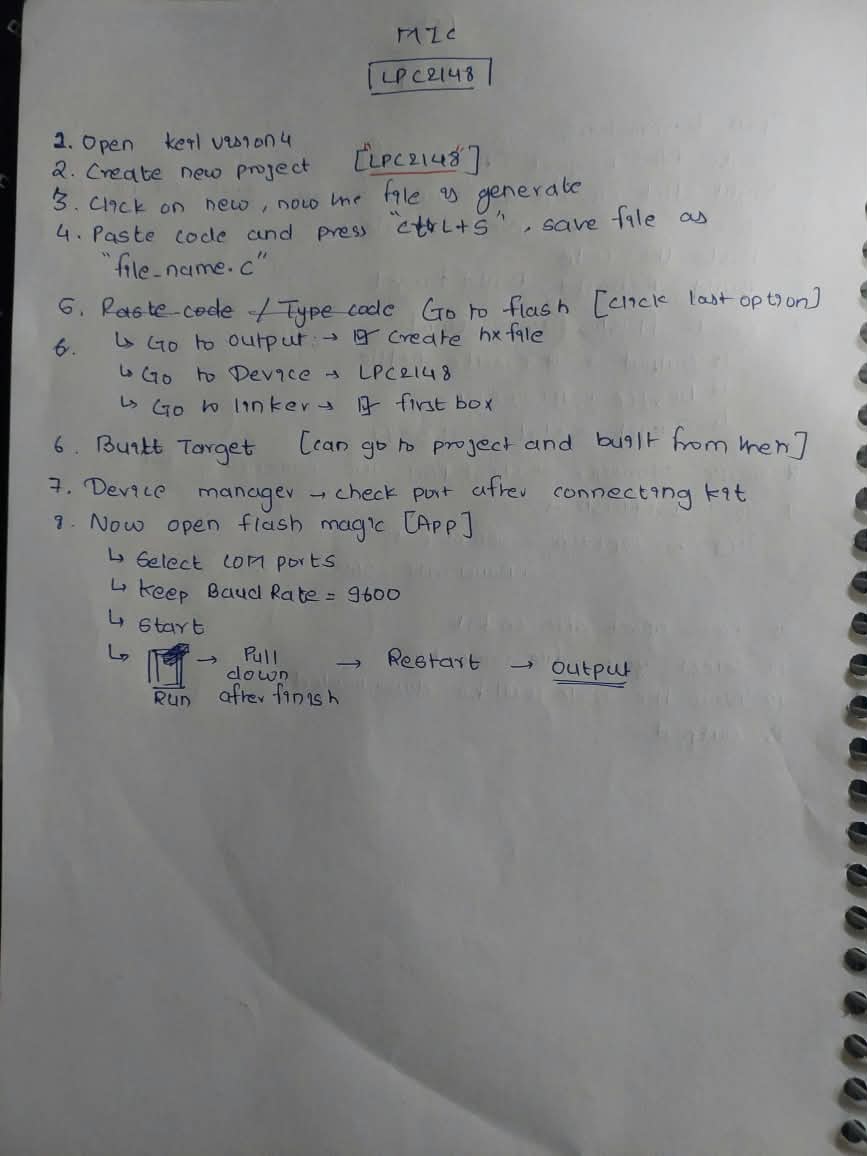 MIC
LPC2148
1. Open keil version 4
2. Create new project ["LPC2148"]
3. Click on new, now the file is generate
4. Paste code and press "ctrl+S", save file as
"file_name.c"
5. Paste code / Type code Go to flash [click last option]
6. ↳ Go to output → ☑ create hx file
↳ Go to Device → LPC2148
↳ Go to linker → ☑ first box
6. Built Target [can go to project and built from then]
7. Device manager → check port after connecting kit
8. Now open flash magic [App]
↳ Select COM ports
↳ Keep Baud Rate = 9600
↳ Start
↳ → Pull down after finish → Restart → output
Run